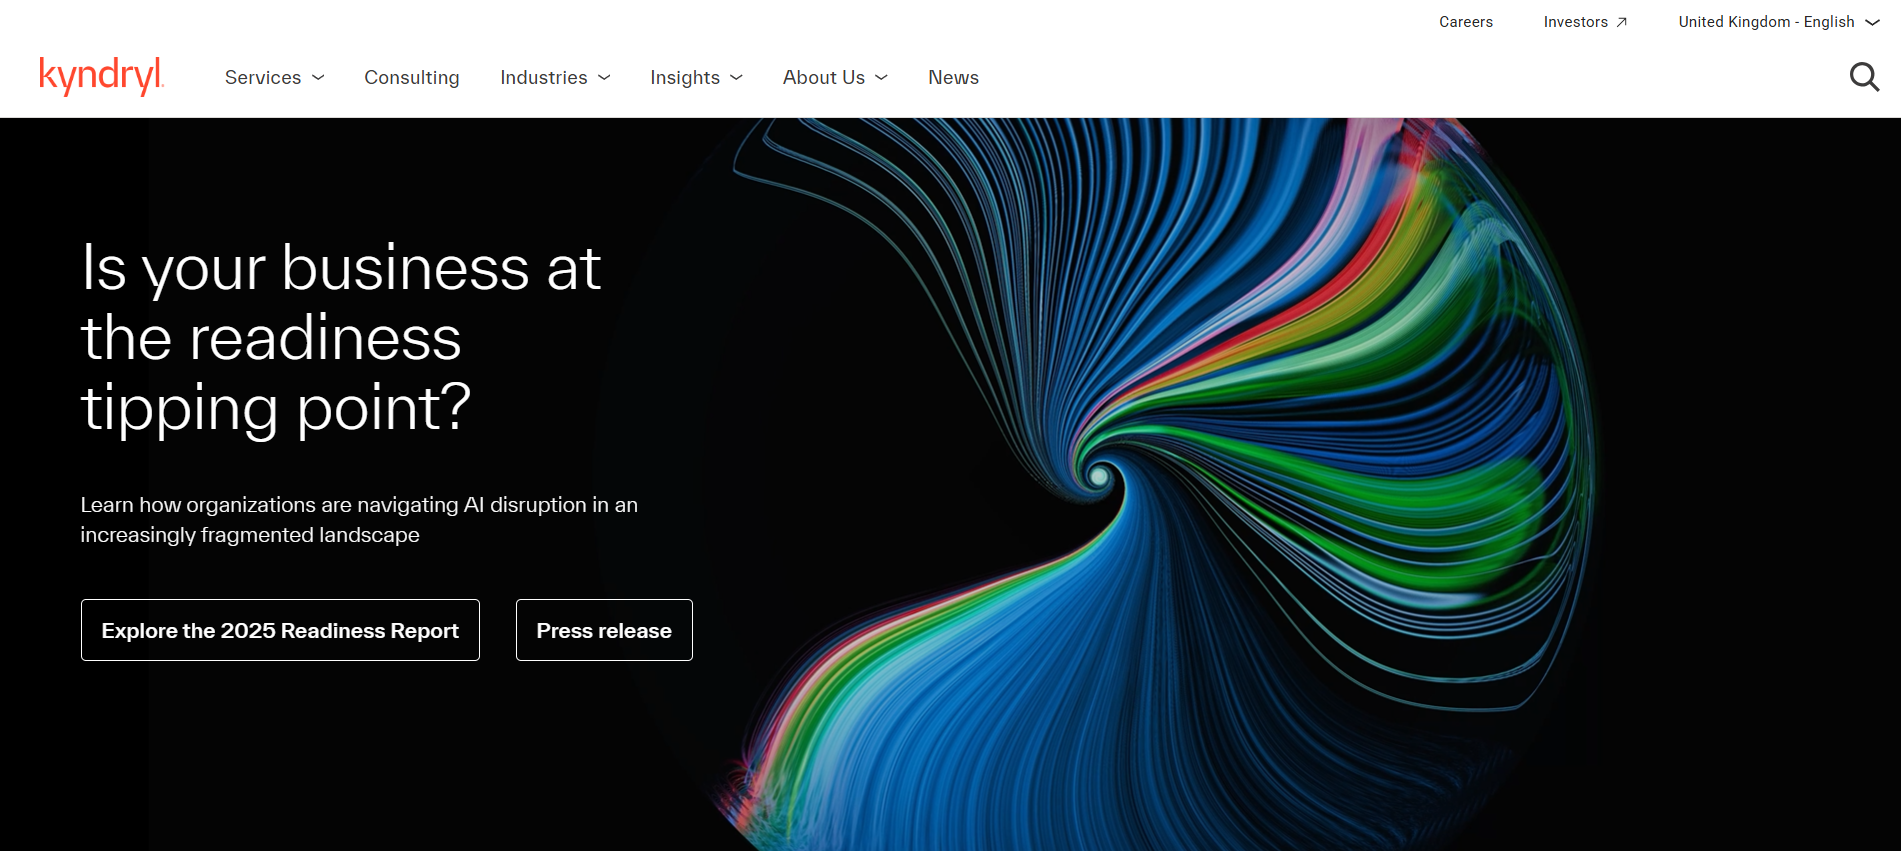 Careers Investors United Kingdom - English
kyndryl Services Consulting Industries Insights About Us News
Is your business at
the readiness
tipping point?
Learn how organizations are navigating AI disruption in an
increasingly fragmented landscape
Explore the 2025 Readiness Report Press release